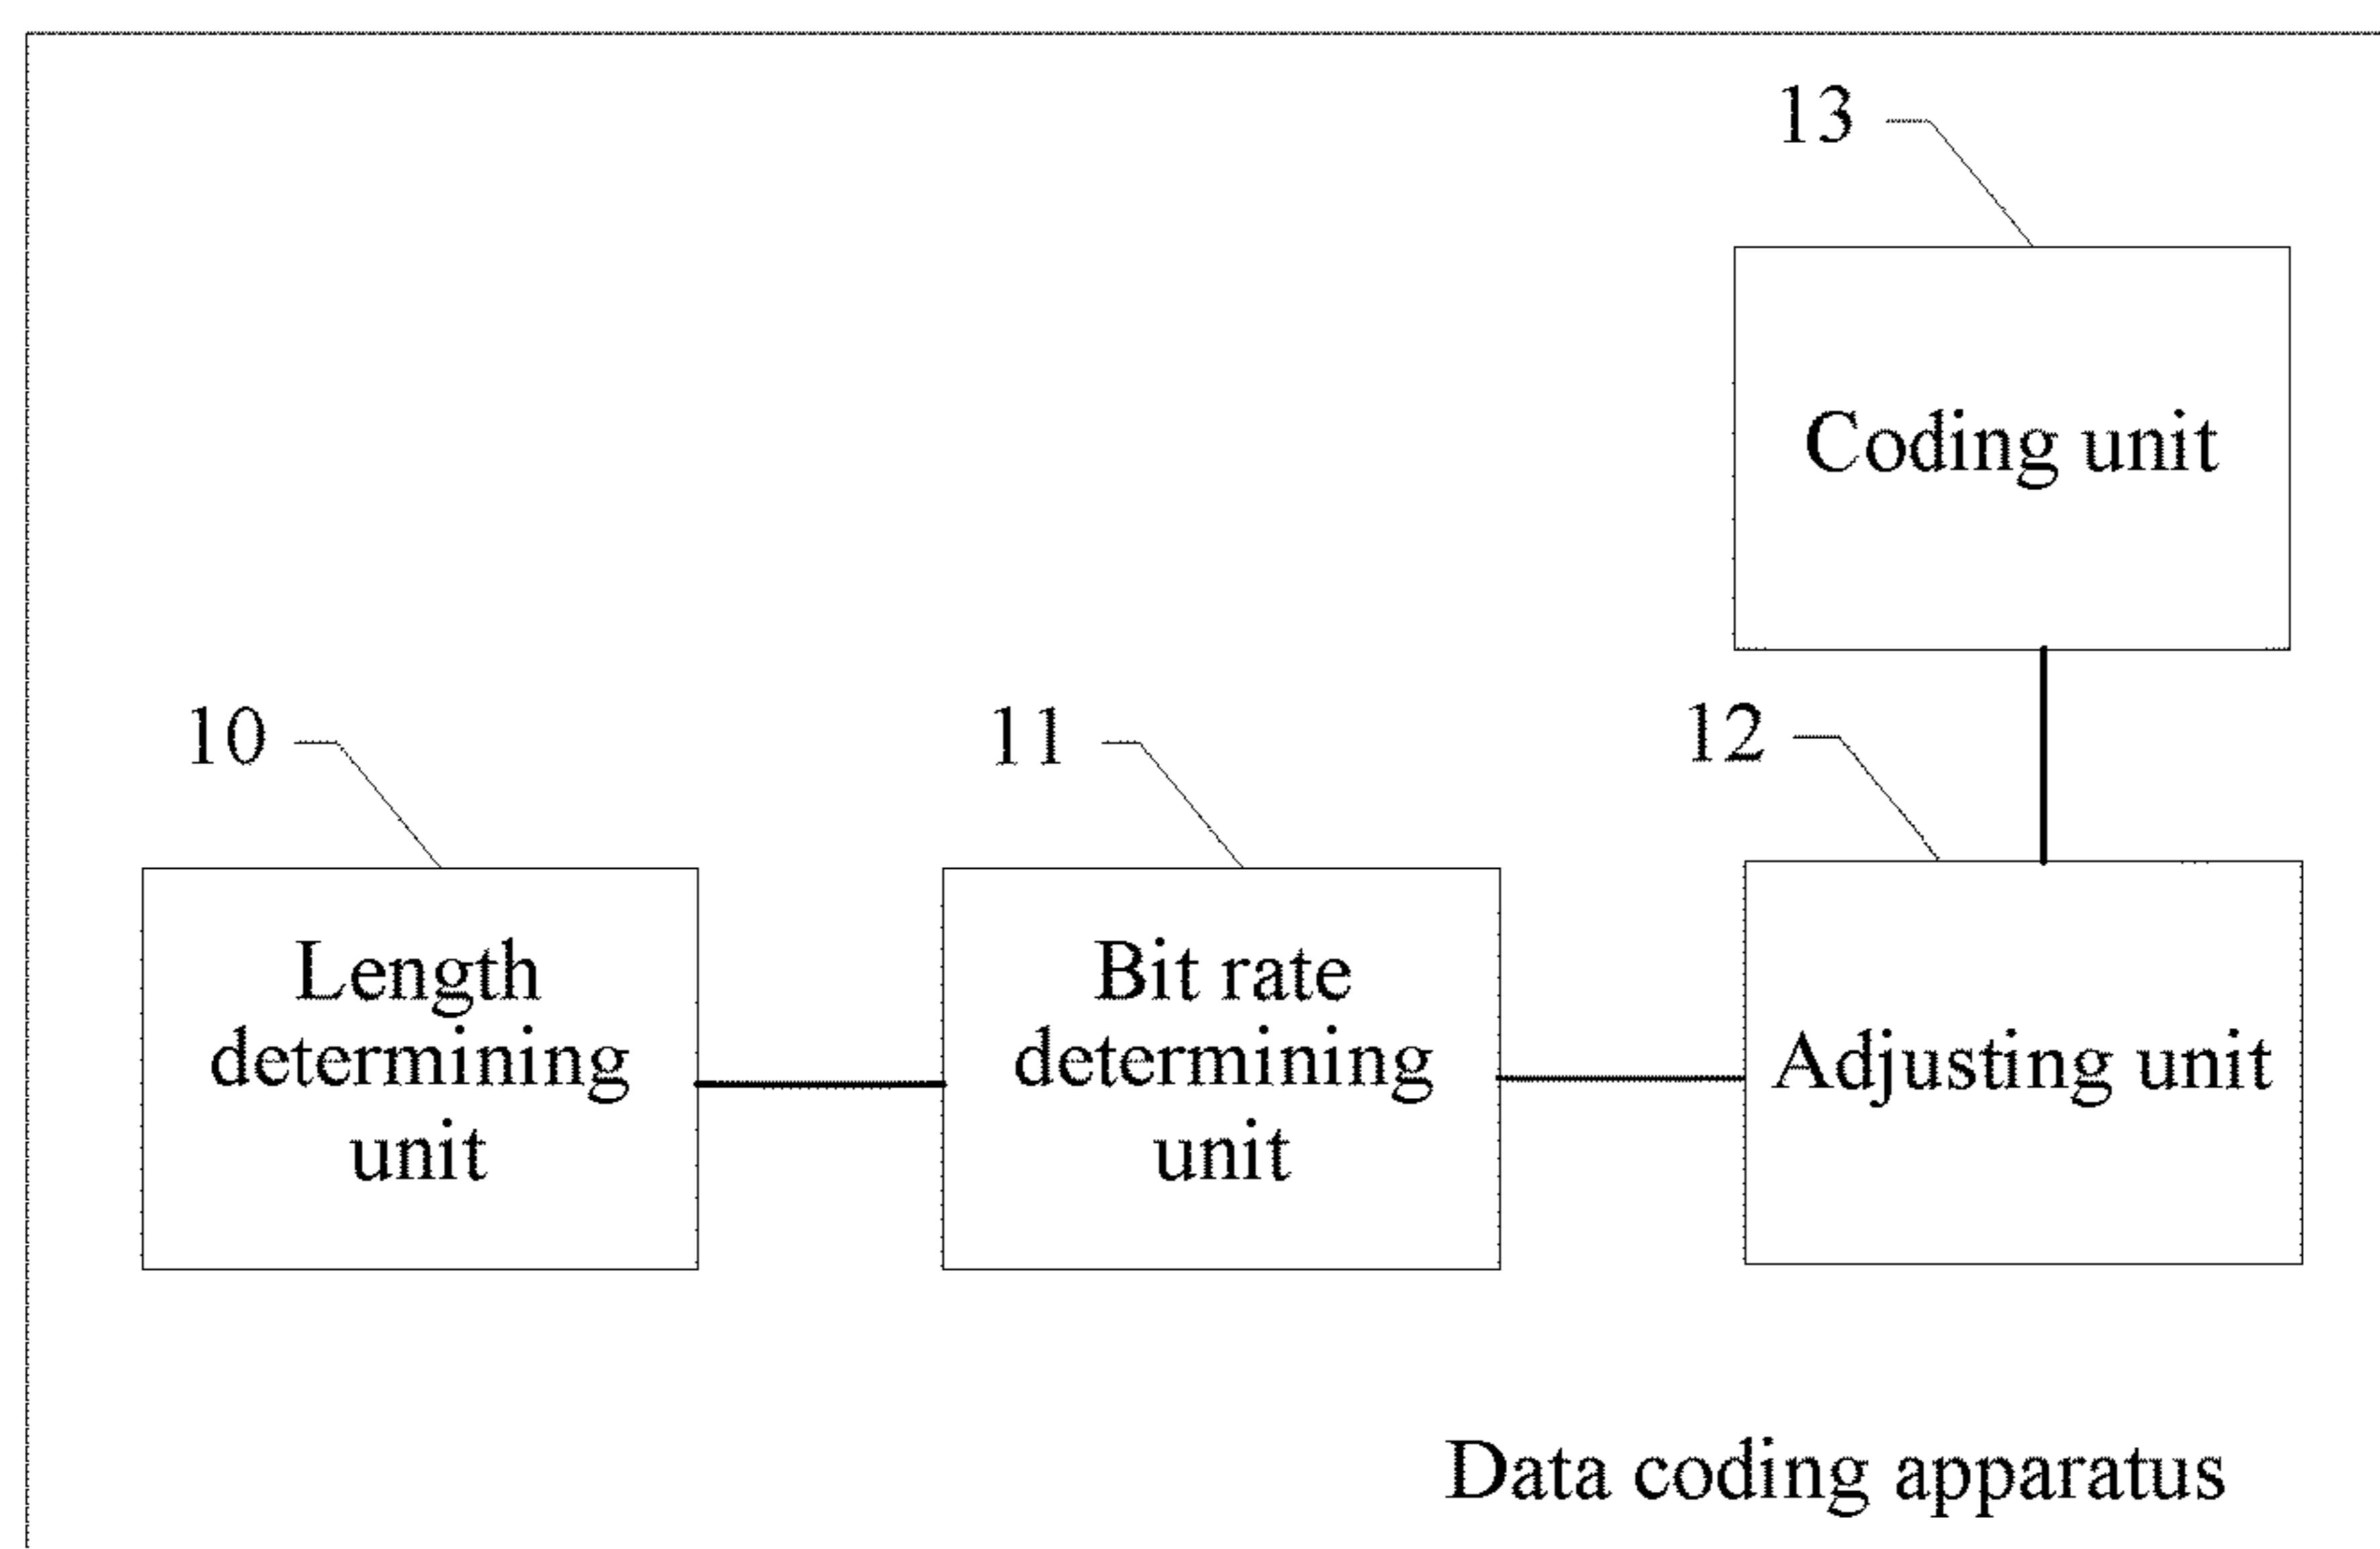 13
Coding unit
10
11
12
Length
determining
unit
Bit rate
determining
unit
Adjusting unit
Data coding apparatus